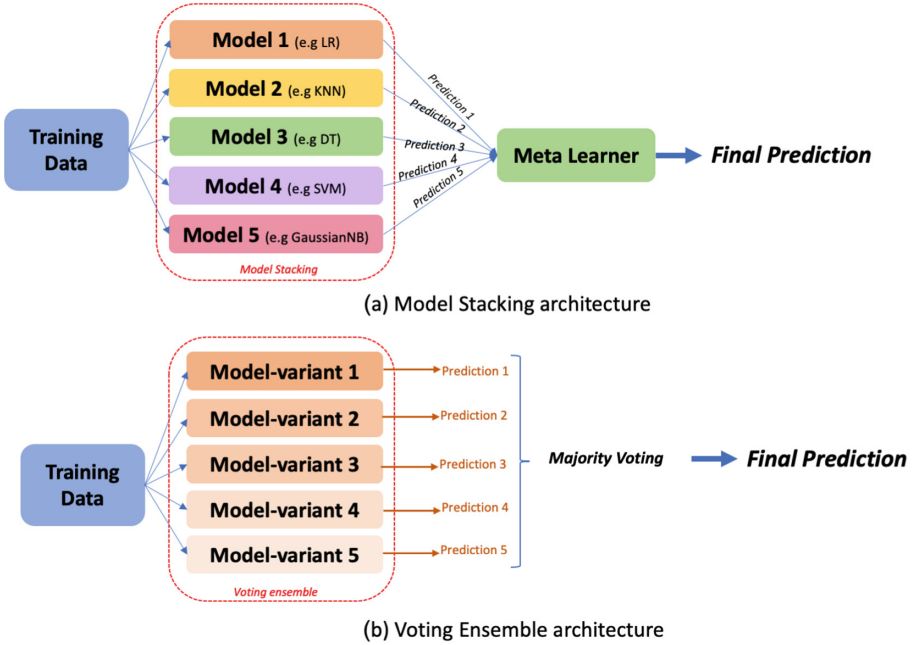 Training
Data
Model 1 (e.g LR)
Model 2 (e.g KNN)
Model 3 (e.g DT)
Model 4 (e.g SVM)
Model 5 (e.g GaussianNB)
Model Stacking
Prediction 1
Prediction 2
Prediction 3
Prediction 4
Prediction 5
Meta Learner
Final Prediction
(a) Model Stacking architecture
Training
Data
Model-variant 1
Model-variant 2
Model-variant 3
Model-variant 4
Model-variant 5
Voting ensemble
Prediction 1
Prediction 2
Prediction 3
Prediction 4
Prediction 5
Majority Voting
Final Prediction
(b) Voting Ensemble architecture